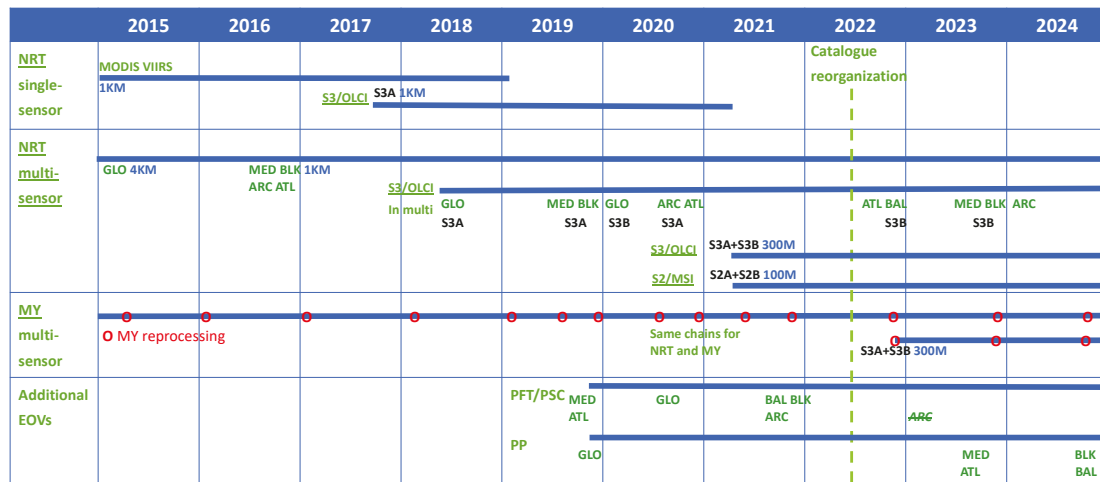 2015 2016 2017 2018 2019 2020 2021 2022 2023 2024
NRT
single-
sensor
MODIS VIIRS
1KM
S3/OLCI
S3A 1KM
Catalogue
reorganization
NRT
multi-
sensor
GLO 4KM
MED BLK 1KM
ARC ATL
S3/OLCI
In multi
GLO
S3A
MED BLK
S3A
GLO
S3B
ARC ATL
S3A
ATL BAL
S3B
MED BLK
S3B
ARC
S3/OLCI
S3A+S3B 300M
S2/MSI
S2A+S2B 100M
MY
multi-
sensor
O O O O O O O O O O O O O
O MY reprocessing
Same chains for
NRT and MY
O O O
S3A+S3B 300M
Additional
EOVs
PFT/PSC
MED
ATL
GLO
BAL BLK
ARC
ARC
PP
GLO
MED
ATL
BLK
BAL